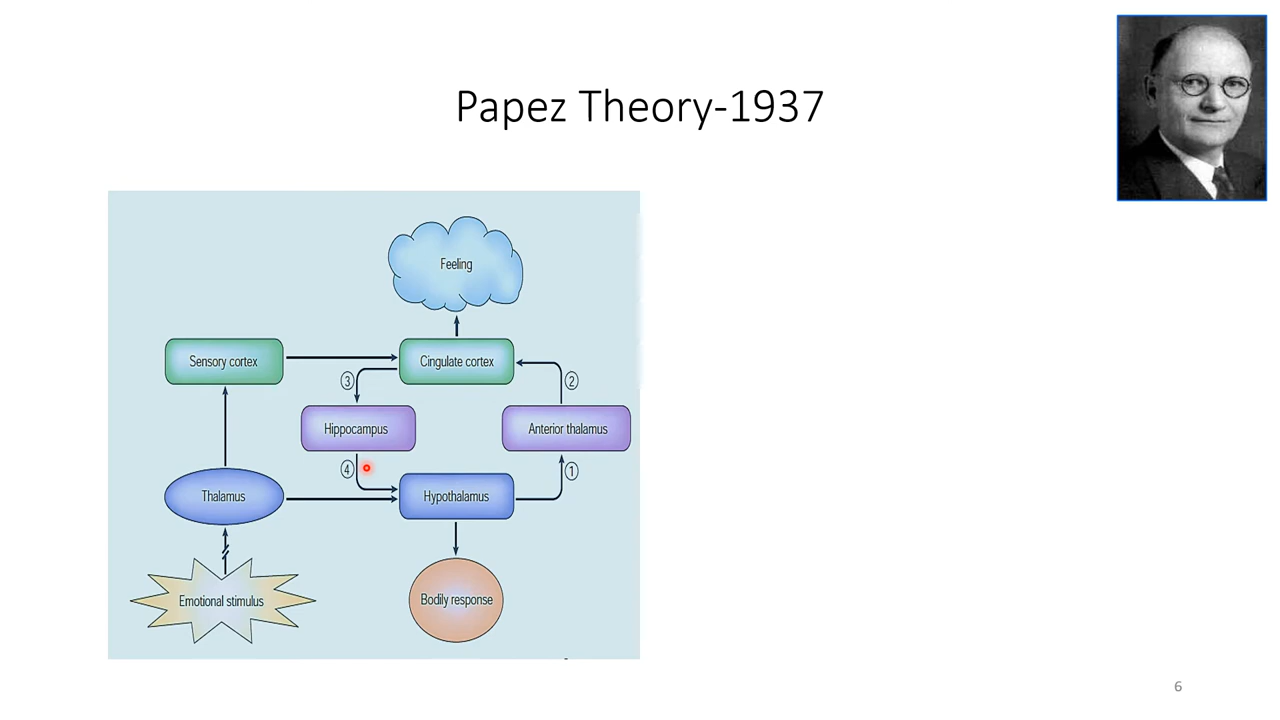 Papez Theory-1937
Feeling
Sensory cortex
Cingulate cortex
3
2
Hippocampus
Anterior thalamus
4
1
Thalamus
Hypothalamus
Emotional stimulus
Bodily response
6